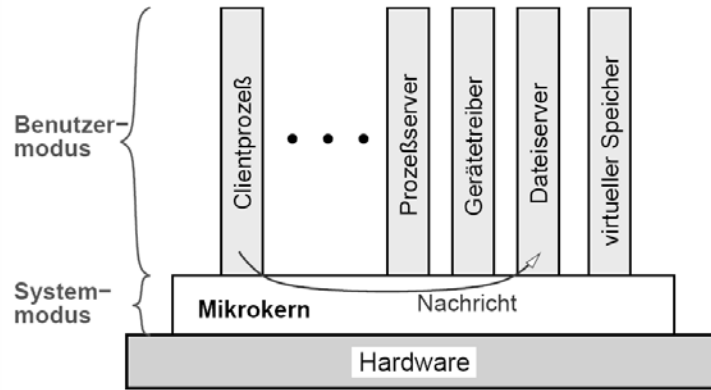 Benutzer-
modus
Clientprozeß
Prozeßserver
Gerätetreiber
Dateiserver
virtueller Speicher
System-
modus
Mikrokern
Nachricht
Hardware